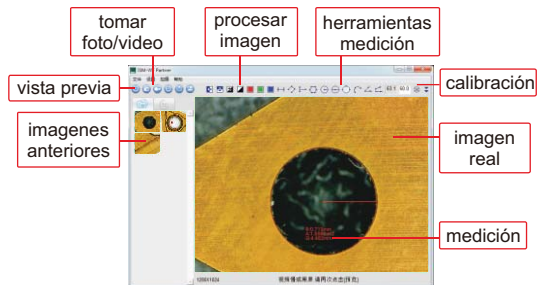 tomar
foto/video
procesar
imagen
herramientas
medición
vista previa
calibración
imagenes
anteriores
imagen
real
medición